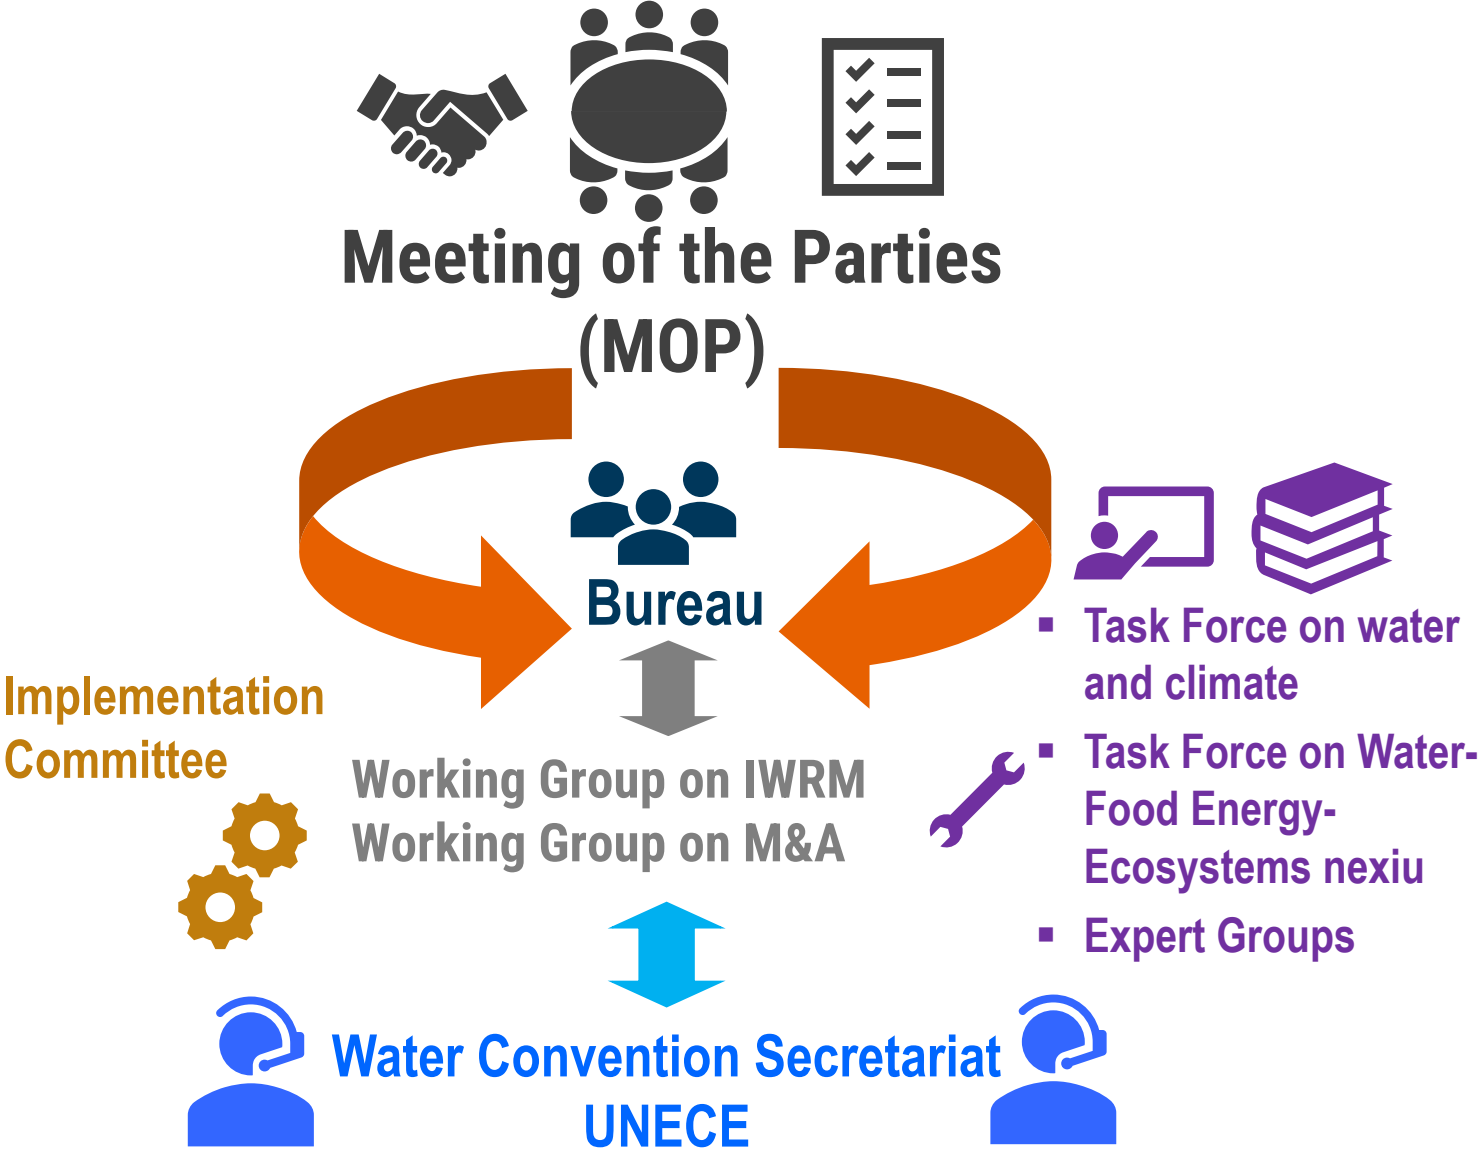 Meeting of the Parties
(MOP)
Bureau
Implementation
Committee
Working Group on IWRM
Working Group on M&A
▪ Task Force on water
and climate
▪ Task Force on Water-
Food Energy-
Ecosystems nexiu
▪ Expert Groups
Water Convention Secretariat
UNECE